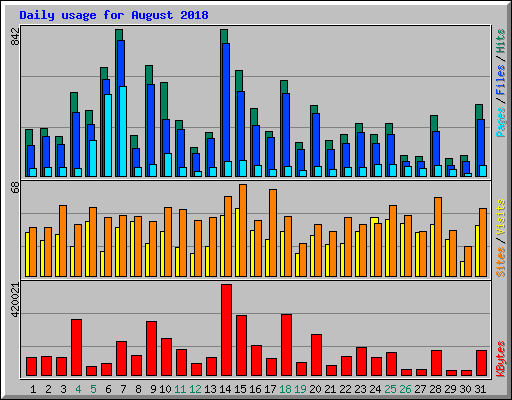 Daily usage for August 2018
842
Pages / Files / Hits
68
Sites / Visits
420021
KBytes
1 2 3 4 5 6 7 8 9 10 11 12 13 14 15 16 17 18 19 20 21 22 23 24 25 26 27 28 29 30 31